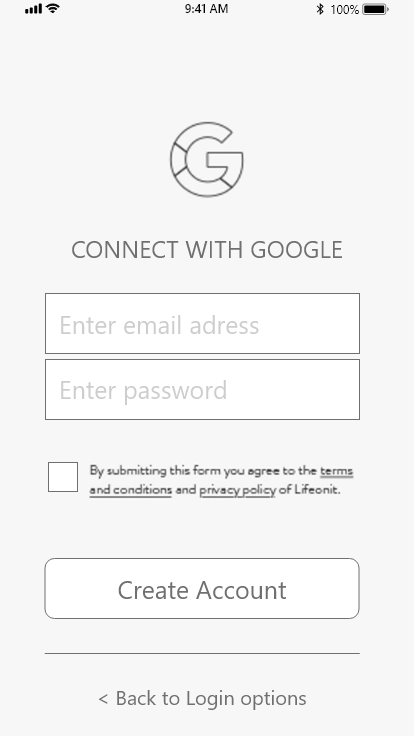 9:41 AM 100%
CONNECT WITH GOOGLE
Enter email adress
Enter password
By submitting this form you agree to the terms
and conditions and privacy policy of Lifeonit.
Create Account
< Back to Login options